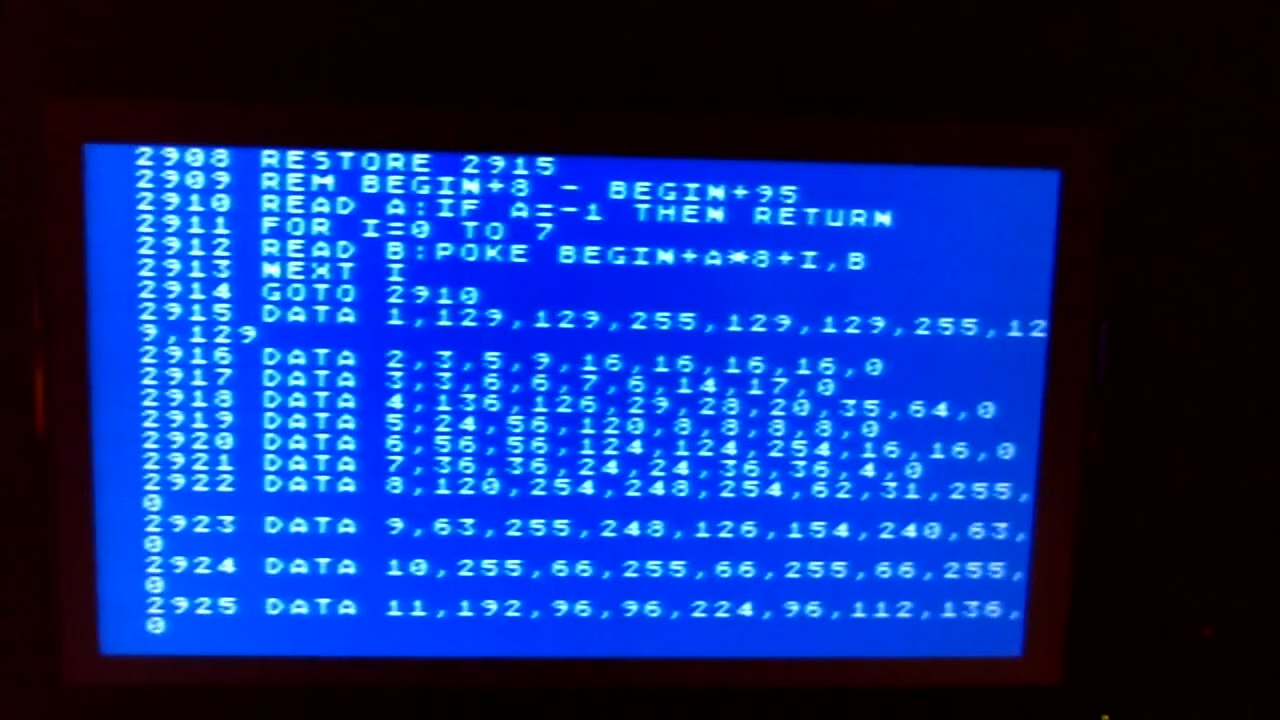 2908 RESTORE 2915
2909 REM BEGIN+8 - BEGIN+95
2910 READ A:IF A=-1 THEN RETURN
2911 FOR I=0 TO 7
2912 READ B:POKE BEGIN+A*8+I,B
2913 NEXT I
2914 GOTO 2910
2915 DATA 1,129,129,255,129,129,255,12
9,129
2916 DATA 2,3,5,9,16,16,16,16,0
2917 DATA 3,3,6,6,7,6,14,17,0
2918 DATA 4,136,126,29,28,20,35,64,0
2919 DATA 5,24,56,120,8,8,8,8,0
2920 DATA 6,56,56,124,124,254,16,16,0
2921 DATA 7,36,36,24,24,36,36,4,0
2922 DATA 8,120,254,248,254,62,31,255,
0
2923 DATA 9,63,255,248,126,154,240,63,
0
2924 DATA 10,255,66,255,66,255,66,255,
0
2925 DATA 11,192,96,96,224,96,112,136,
0